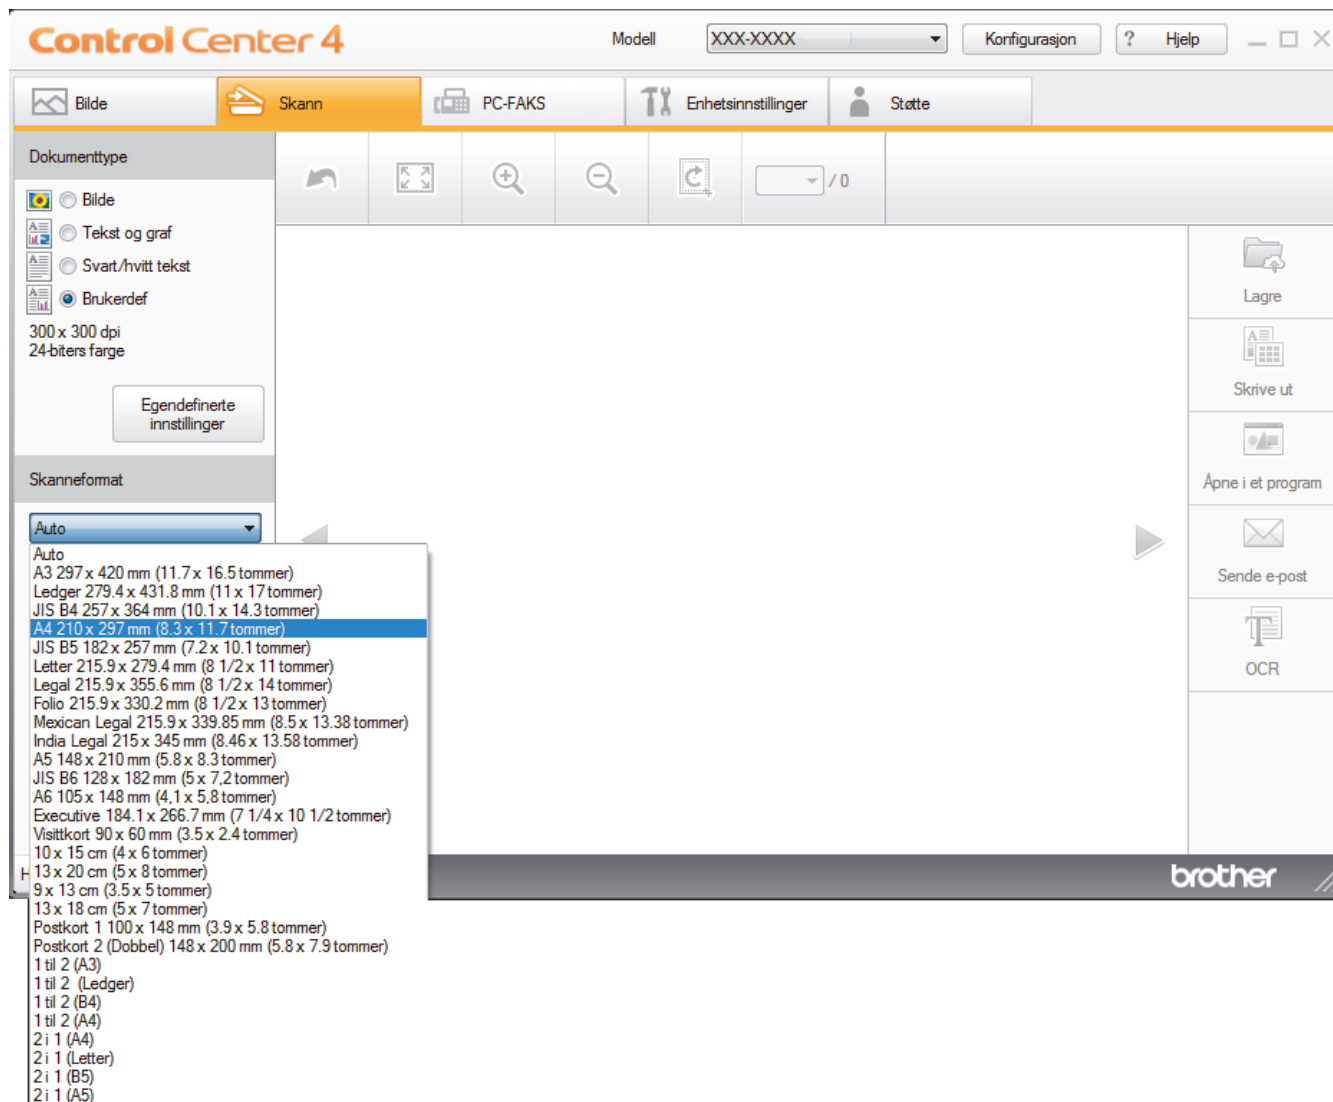 Control Center 4
Modell
XXX-XXXX
Konfigurasjon
? Hjelp
Bilde
Skann
PC-FAKS
Enhetsinnstillinger
Støtte
Dokumenttype
Bilde
Tekst og graf
Svart/hvitt tekst
Brukerdef
300 x 300 dpi
24-biters farge
Egendefinerte
innstillinger
/ 0
Skanneformat
Auto
Auto
A3 297 x 420 mm (11.7 x 16.5 tommer)
Ledger 279.4 x 431.8 mm (11 x 17 tommer)
JIS B4 257 x 364 mm (10.1 x 14.3 tommer)
A4 210 x 297 mm (8.3 x 11.7 tommer)
JIS B5 182 x 257 mm (7.2 x 10.1 tommer)
Letter 215.9 x 279.4 mm (8 1/2 x 11 tommer)
Legal 215.9 x 355.6 mm (8 1/2 x 14 tommer)
Folio 215.9 x 330.2 mm (8 1/2 x 13 tommer)
Mexican Legal 215.9 x 339.85 mm (8.5 x 13.38 tommer)
India Legal 215 x 345 mm (8.46 x 13.58 tommer)
A5 148 x 210 mm (5.8 x 8.3 tommer)
JIS B6 128 x 182 mm (5 x 7,2 tommer)
A6 105 x 148 mm (4,1 x 5,8 tommer)
Executive 184.1 x 266.7 mm (7 1/4 x 10 1/2 tommer)
Visittkort 90 x 60 mm (3.5 x 2.4 tommer)
10 x 15 cm (4 x 6 tommer)
13 x 20 cm (5 x 8 tommer)
9 x 13 cm (3.5 x 5 tommer)
13 x 18 cm (5 x 7 tommer)
Postkort 1 100 x 148 mm (3.9 x 5.8 tommer)
Postkort 2 (Dobbel) 148 x 200 mm (5.8 x 7.9 tommer)
1 til 2 (A3)
1 til 2 (Ledger)
1 til 2 (B4)
1 til 2 (A4)
2 i 1 (A4)
2 i 1 (Letter)
2 i 1 (B5)
2 i 1 (A5)
Lagre
Skrive ut
Åpne i et program
Sende e-post
OCR
brother